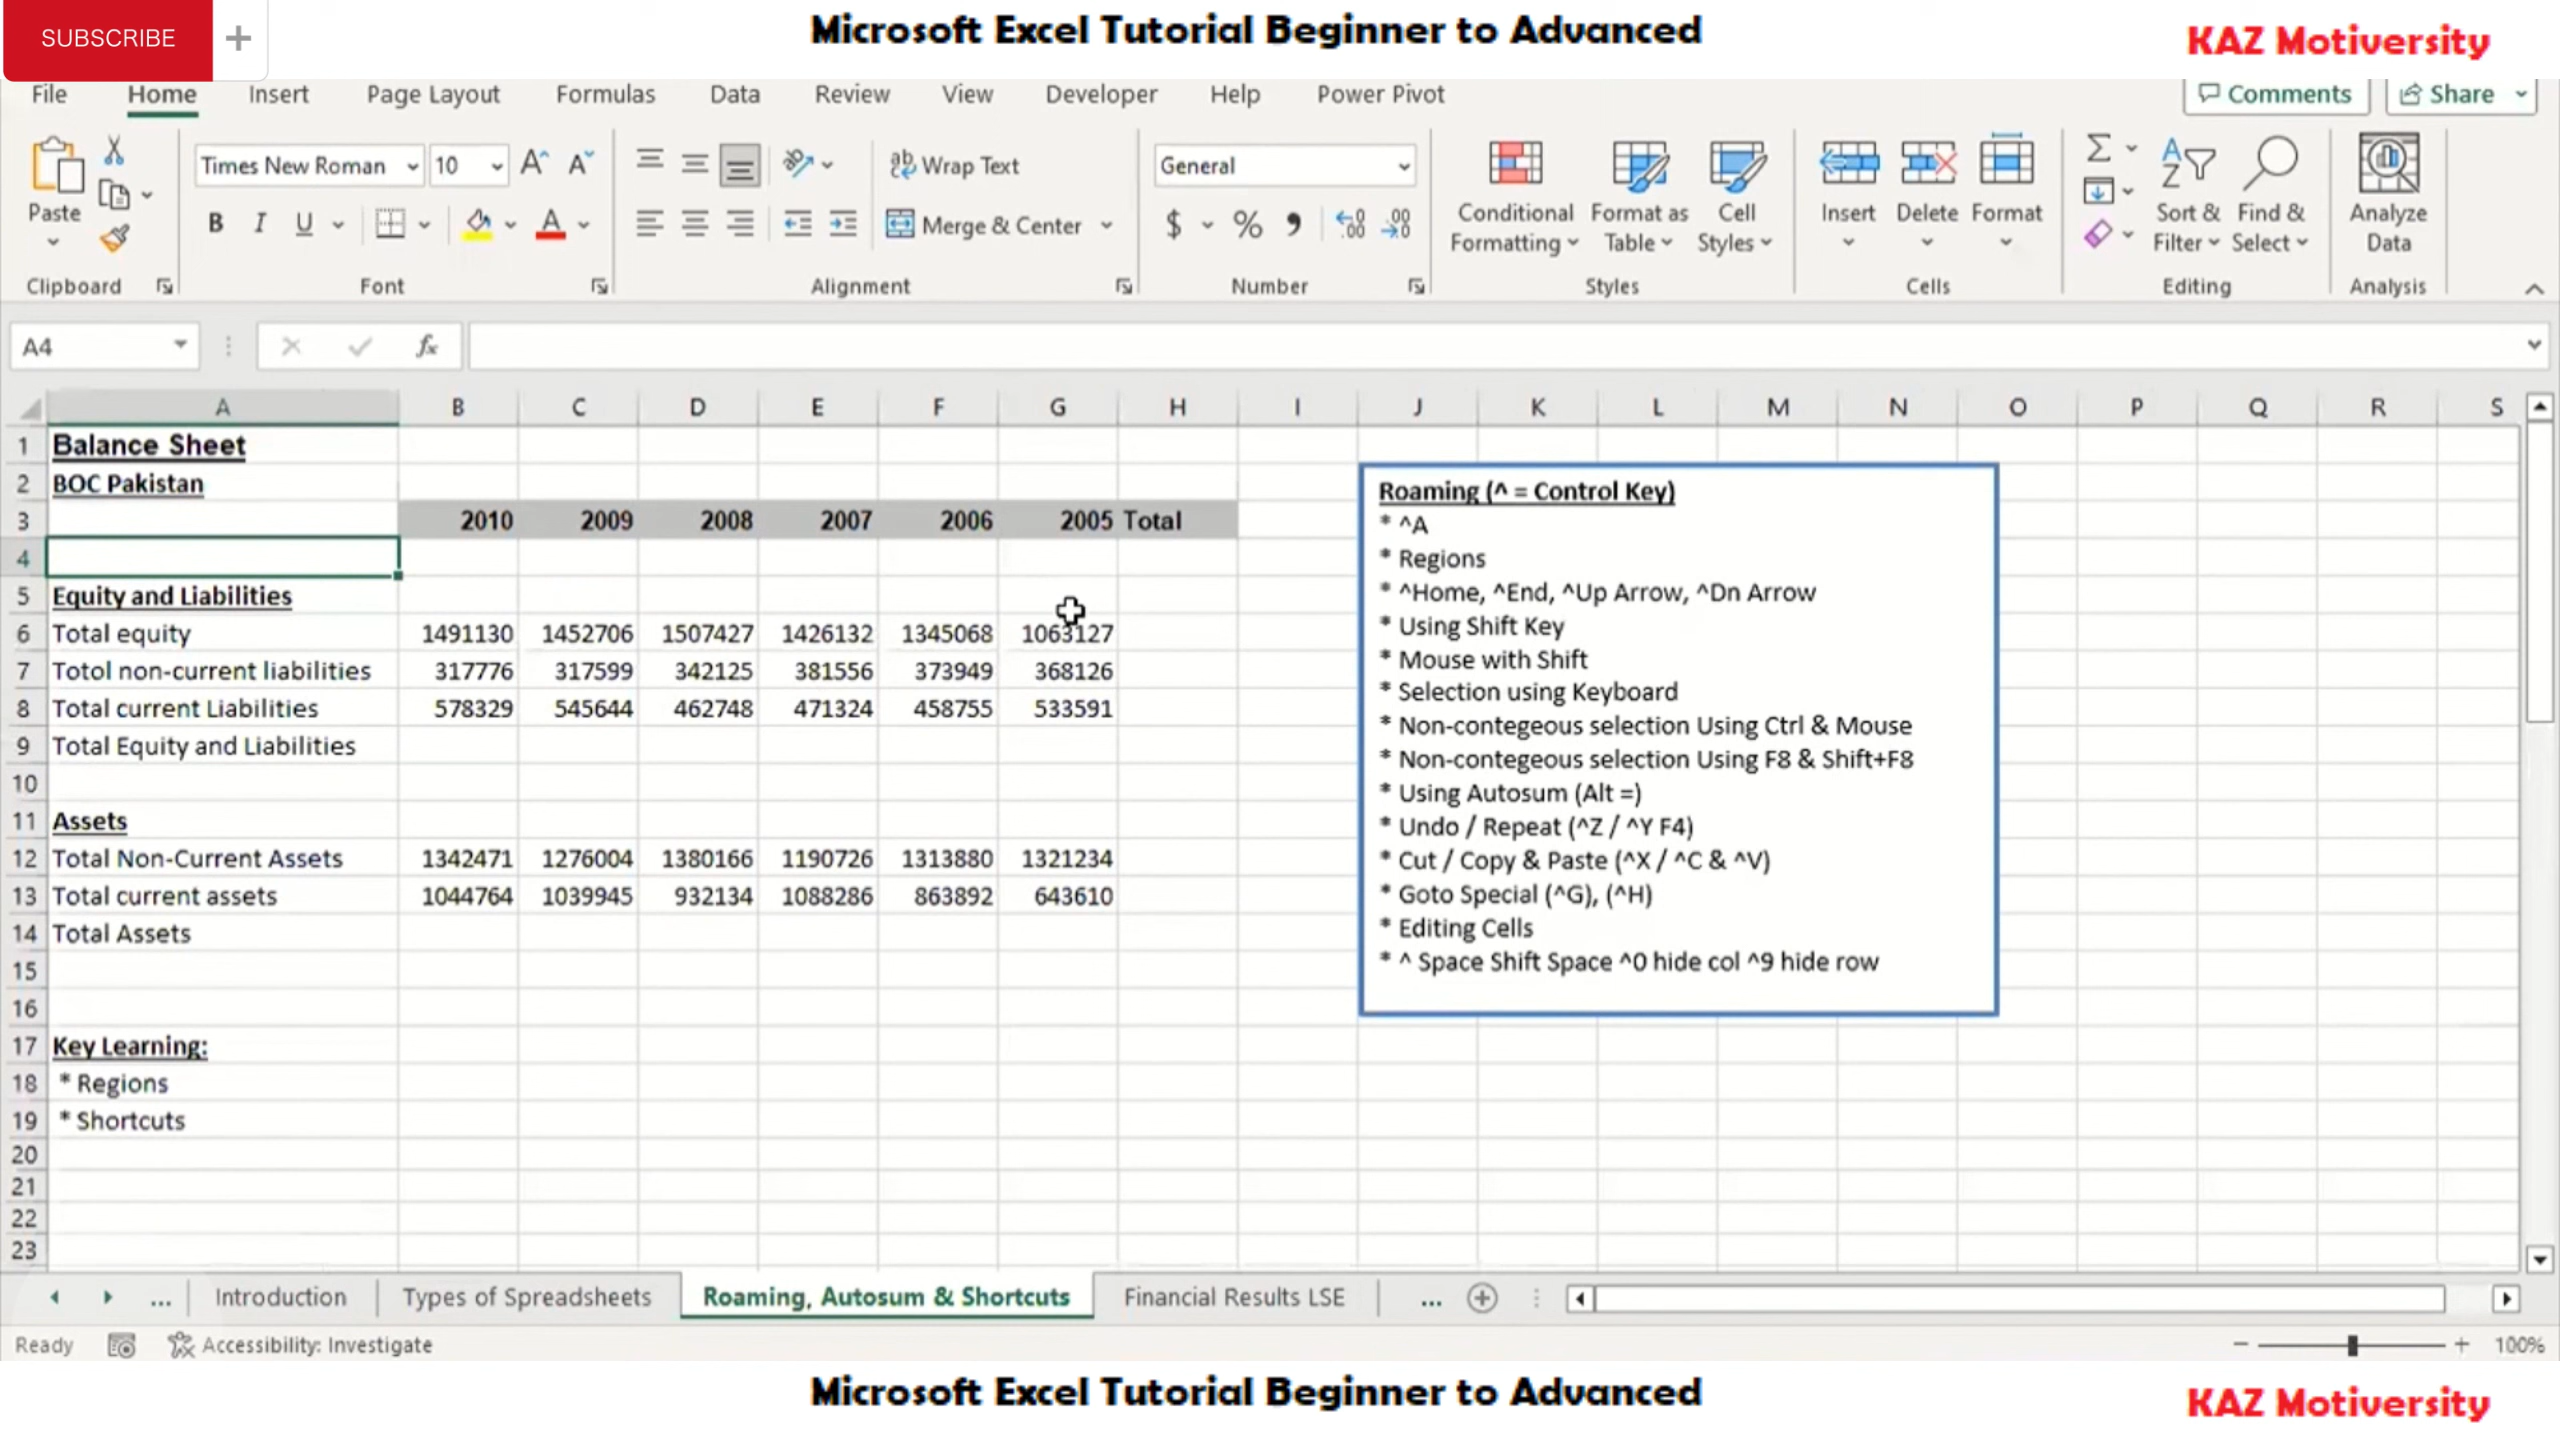 SUBSCRIBE +
Microsoft Excel Tutorial Beginner to Advanced
KAZ Motiversity
File Home Insert Page Layout Formulas Data Review View Developer Help Power Pivot Comments Share
Paste
Clipboard
Times New Roman 10
B I U
Font
Wrap Text
Merge & Center
Alignment
General
$ %
Number
Conditional Formatting
Format as Table
Cell Styles
Styles
Insert Delete Format
Cells
Sort & Filter
Find & Select
Editing
Analyze Data
Analysis
A4 fx
A B C D E F G H I J K L M N O P Q R S
1 Balance Sheet
2 BOC Pakistan
3 2010 2009 2008 2007 2006 2005 Total
4
5 Equity and Liabilities
6 Total equity 1491130 1452706 1507427 1426132 1345068 1063127
7 Totol non-current liabilities 317776 317599 342125 381556 373949 368126
8 Total current Liabilities 578329 545644 462748 471324 458755 533591
9 Total Equity and Liabilities
10
11 Assets
12 Total Non-Current Assets 1342471 1276004 1380166 1190726 1313880 1321234
13 Total current assets 1044764 1039945 932134 1088286 863892 643610
14 Total Assets
15
16
17 Key Learning:
18 * Regions
19 * Shortcuts
20
21
22
23
Roaming (^ = Control Key)
* ^A
* Regions
* ^Home, ^End, ^Up Arrow, ^Dn Arrow
* Using Shift Key
* Mouse with Shift
* Selection using Keyboard
* Non-contegeous selection Using Ctrl & Mouse
* Non-contegeous selection Using F8 & Shift+F8
* Using Autosum (Alt =)
* Undo / Repeat (^Z / ^Y F4)
* Cut / Copy & Paste (^X / ^C & ^V)
* Goto Special (^G), (^H)
* Editing Cells
* ^ Space Shift Space ^0 hide col ^9 hide row
... Introduction Types of Spreadsheets Roaming, Autosum & Shortcuts Financial Results LSE ...
Ready Accessibility: Investigate 100%
Microsoft Excel Tutorial Beginner to Advanced
KAZ Motiversity